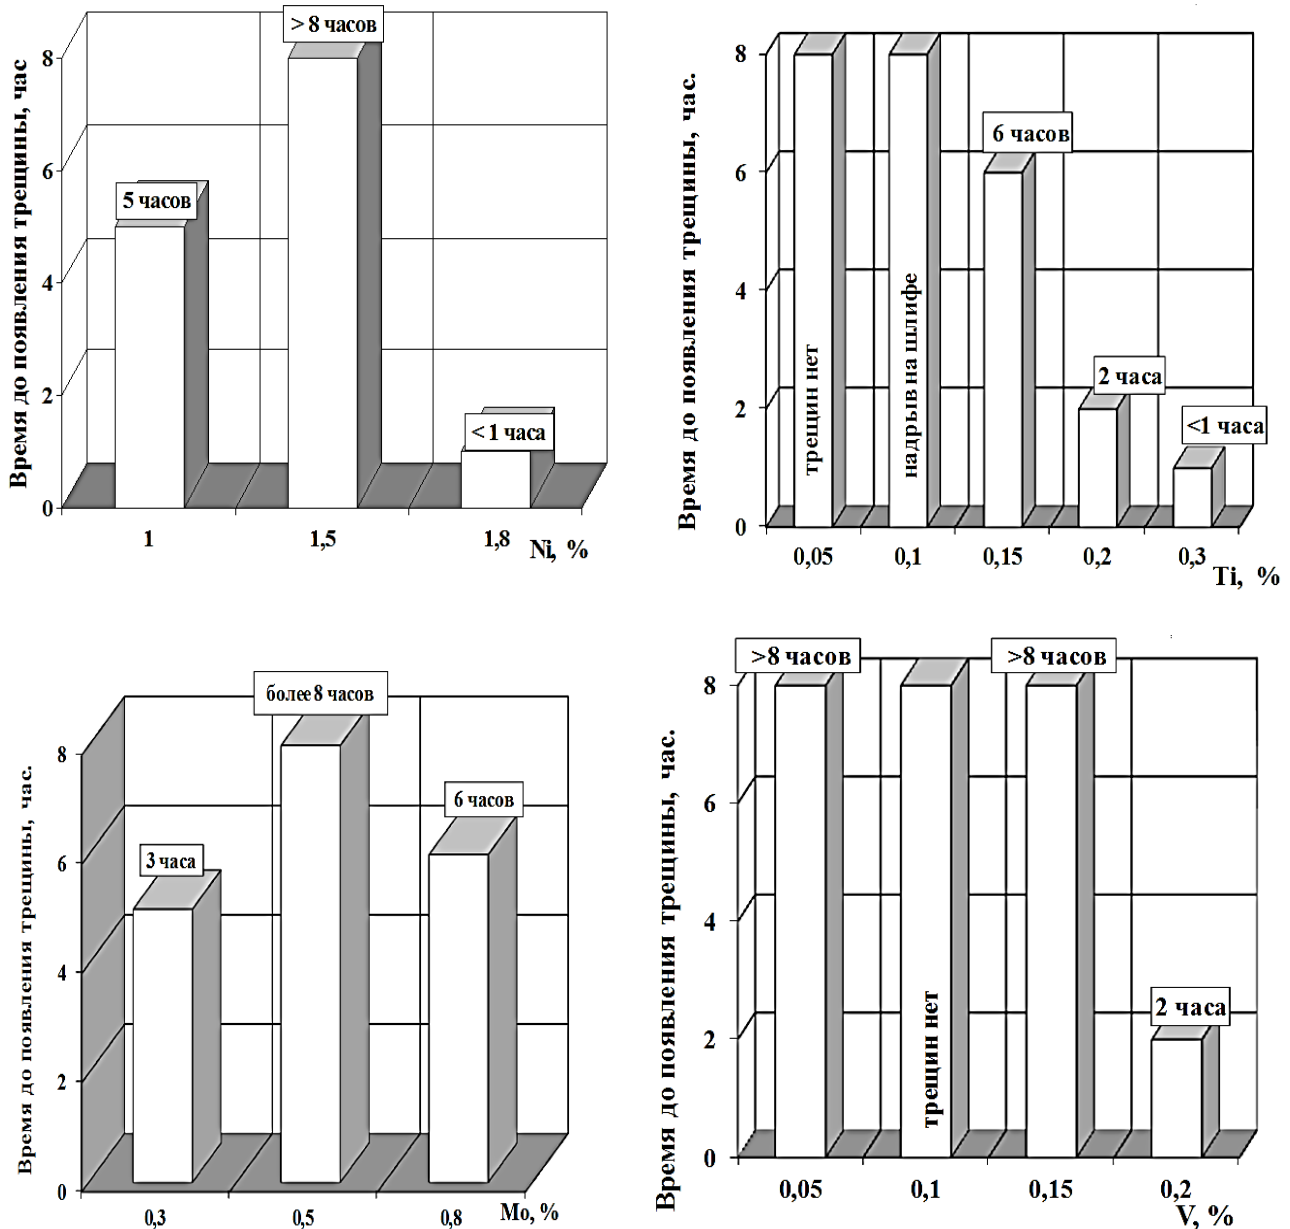 Время до появления трещины, час
8
6
4
2
0
5 часов
> 8 часов
< 1 часа
1
1,5
1,8
Ni, %
Время до появления трещины, час.
8
6
4
2
0
трещин нет
надрыв на шлифе
6 часов
2 часа
<1 часа
0,05
0,1
0,15
0,2
0,3
Ti, %
Время до появления трещины, час.
8
6
4
2
0
3 часа
более 8 часов
6 часов
0,3
0,5
0,8
Mo, %
Время до появления трещины, час.
8
6
4
2
0
>8 часов
трещин нет
>8 часов
2 часа
0,05
0,1
0,15
0,2
V, %